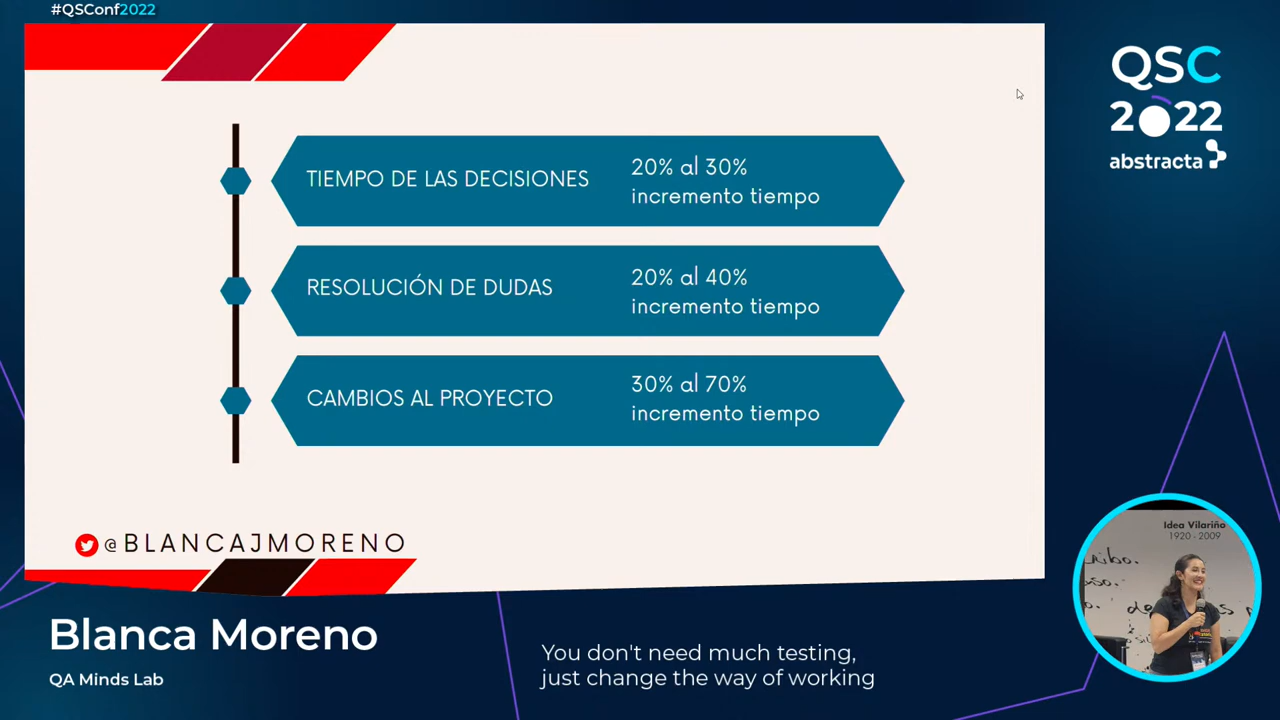 #QSConf2022
QSC
2022
abstracta
TIEMPO DE LAS DECISIONES
20% al 30%
incremento tiempo
RESOLUCIÓN DE DUDAS
20% al 40%
incremento tiempo
CAMBIOS AL PROYECTO
30% al 70%
incremento tiempo
@BLANCAJMORENO
Idea Vilariño
1920 - 2009
Blanca Moreno
QA Minds Lab
You don't need much testing,
just change the way of working